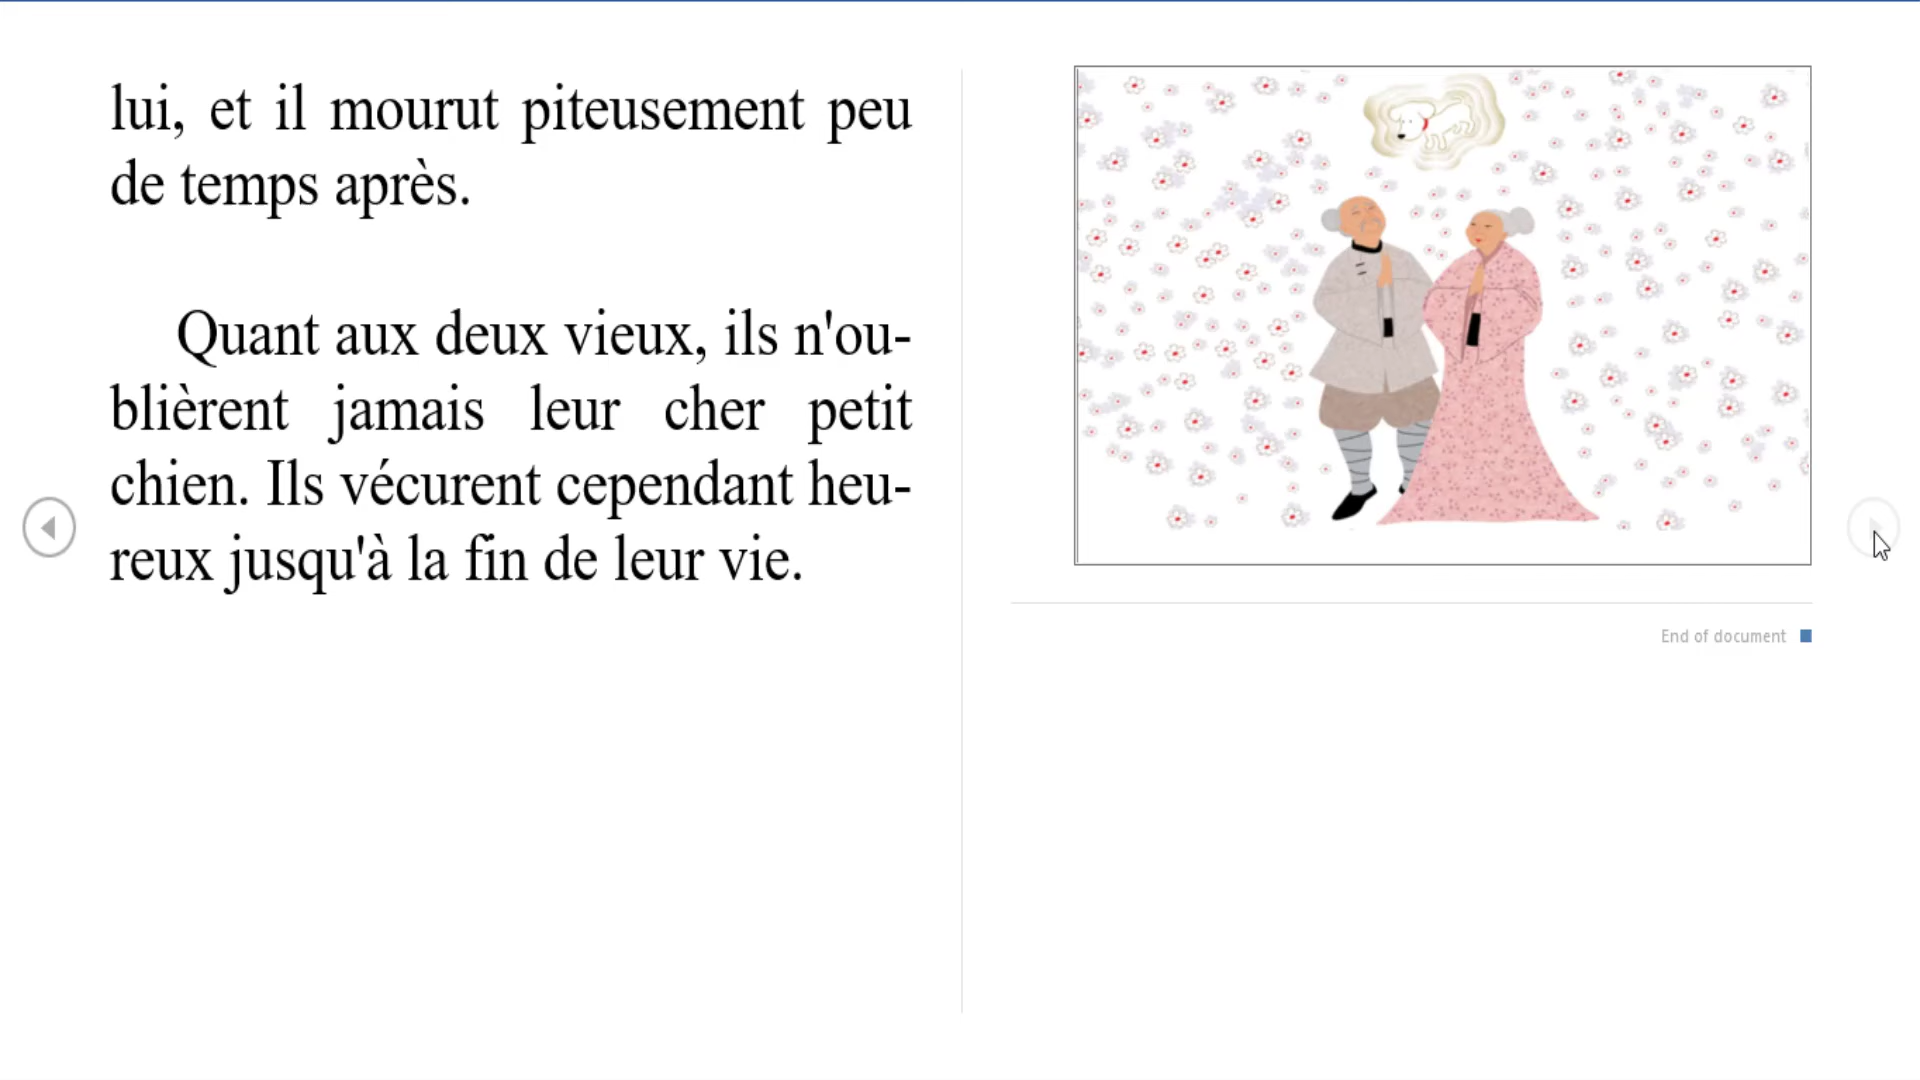 lui, et il mourut piteusement peu
de temps après.
Quant aux deux vieux, ils n'ou-
blièrent jamais leur cher petit
chien. Ils vécurent cependant heu-
reux jusqu'à la fin de leur vie.
End of document